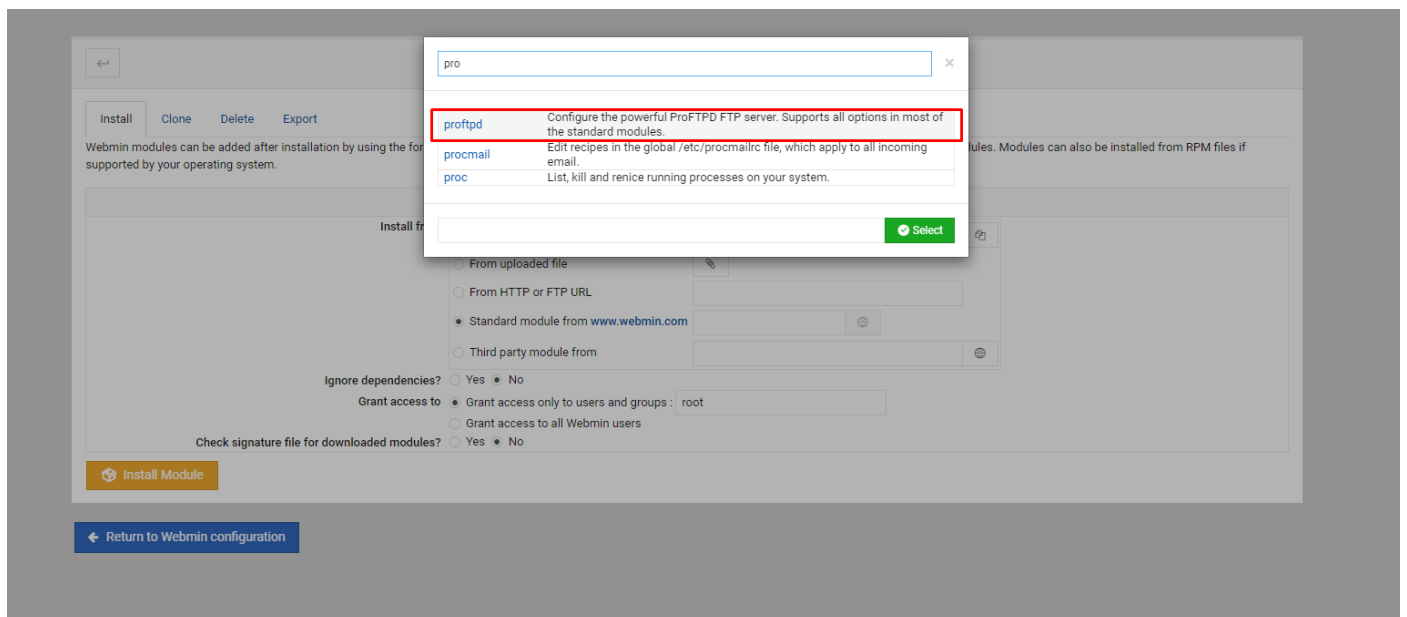 pro
×
proftpd
Configure the powerful ProFTPD FTP server. Supports all options in most of
the standard modules.
procmail
Edit recipes in the global /etc/procmailrc file, which apply to all incoming
email.
proc
List, kill and renice running processes on your system.
Select
Install
Clone
Delete
Export
Webmin modules can be added after installation by using the for
dules. Modules can also be installed from RPM files if
supported by your operating system.
Install fr
From uploaded file
From HTTP or FTP URL
Standard module from www.webmin.com
Third party module from
Ignore dependencies? Yes No
Grant access to Grant access only to users and groups : root
Grant access to all Webmin users
Check signature file for downloaded modules? Yes No
Install Module
Return to Webmin configuration